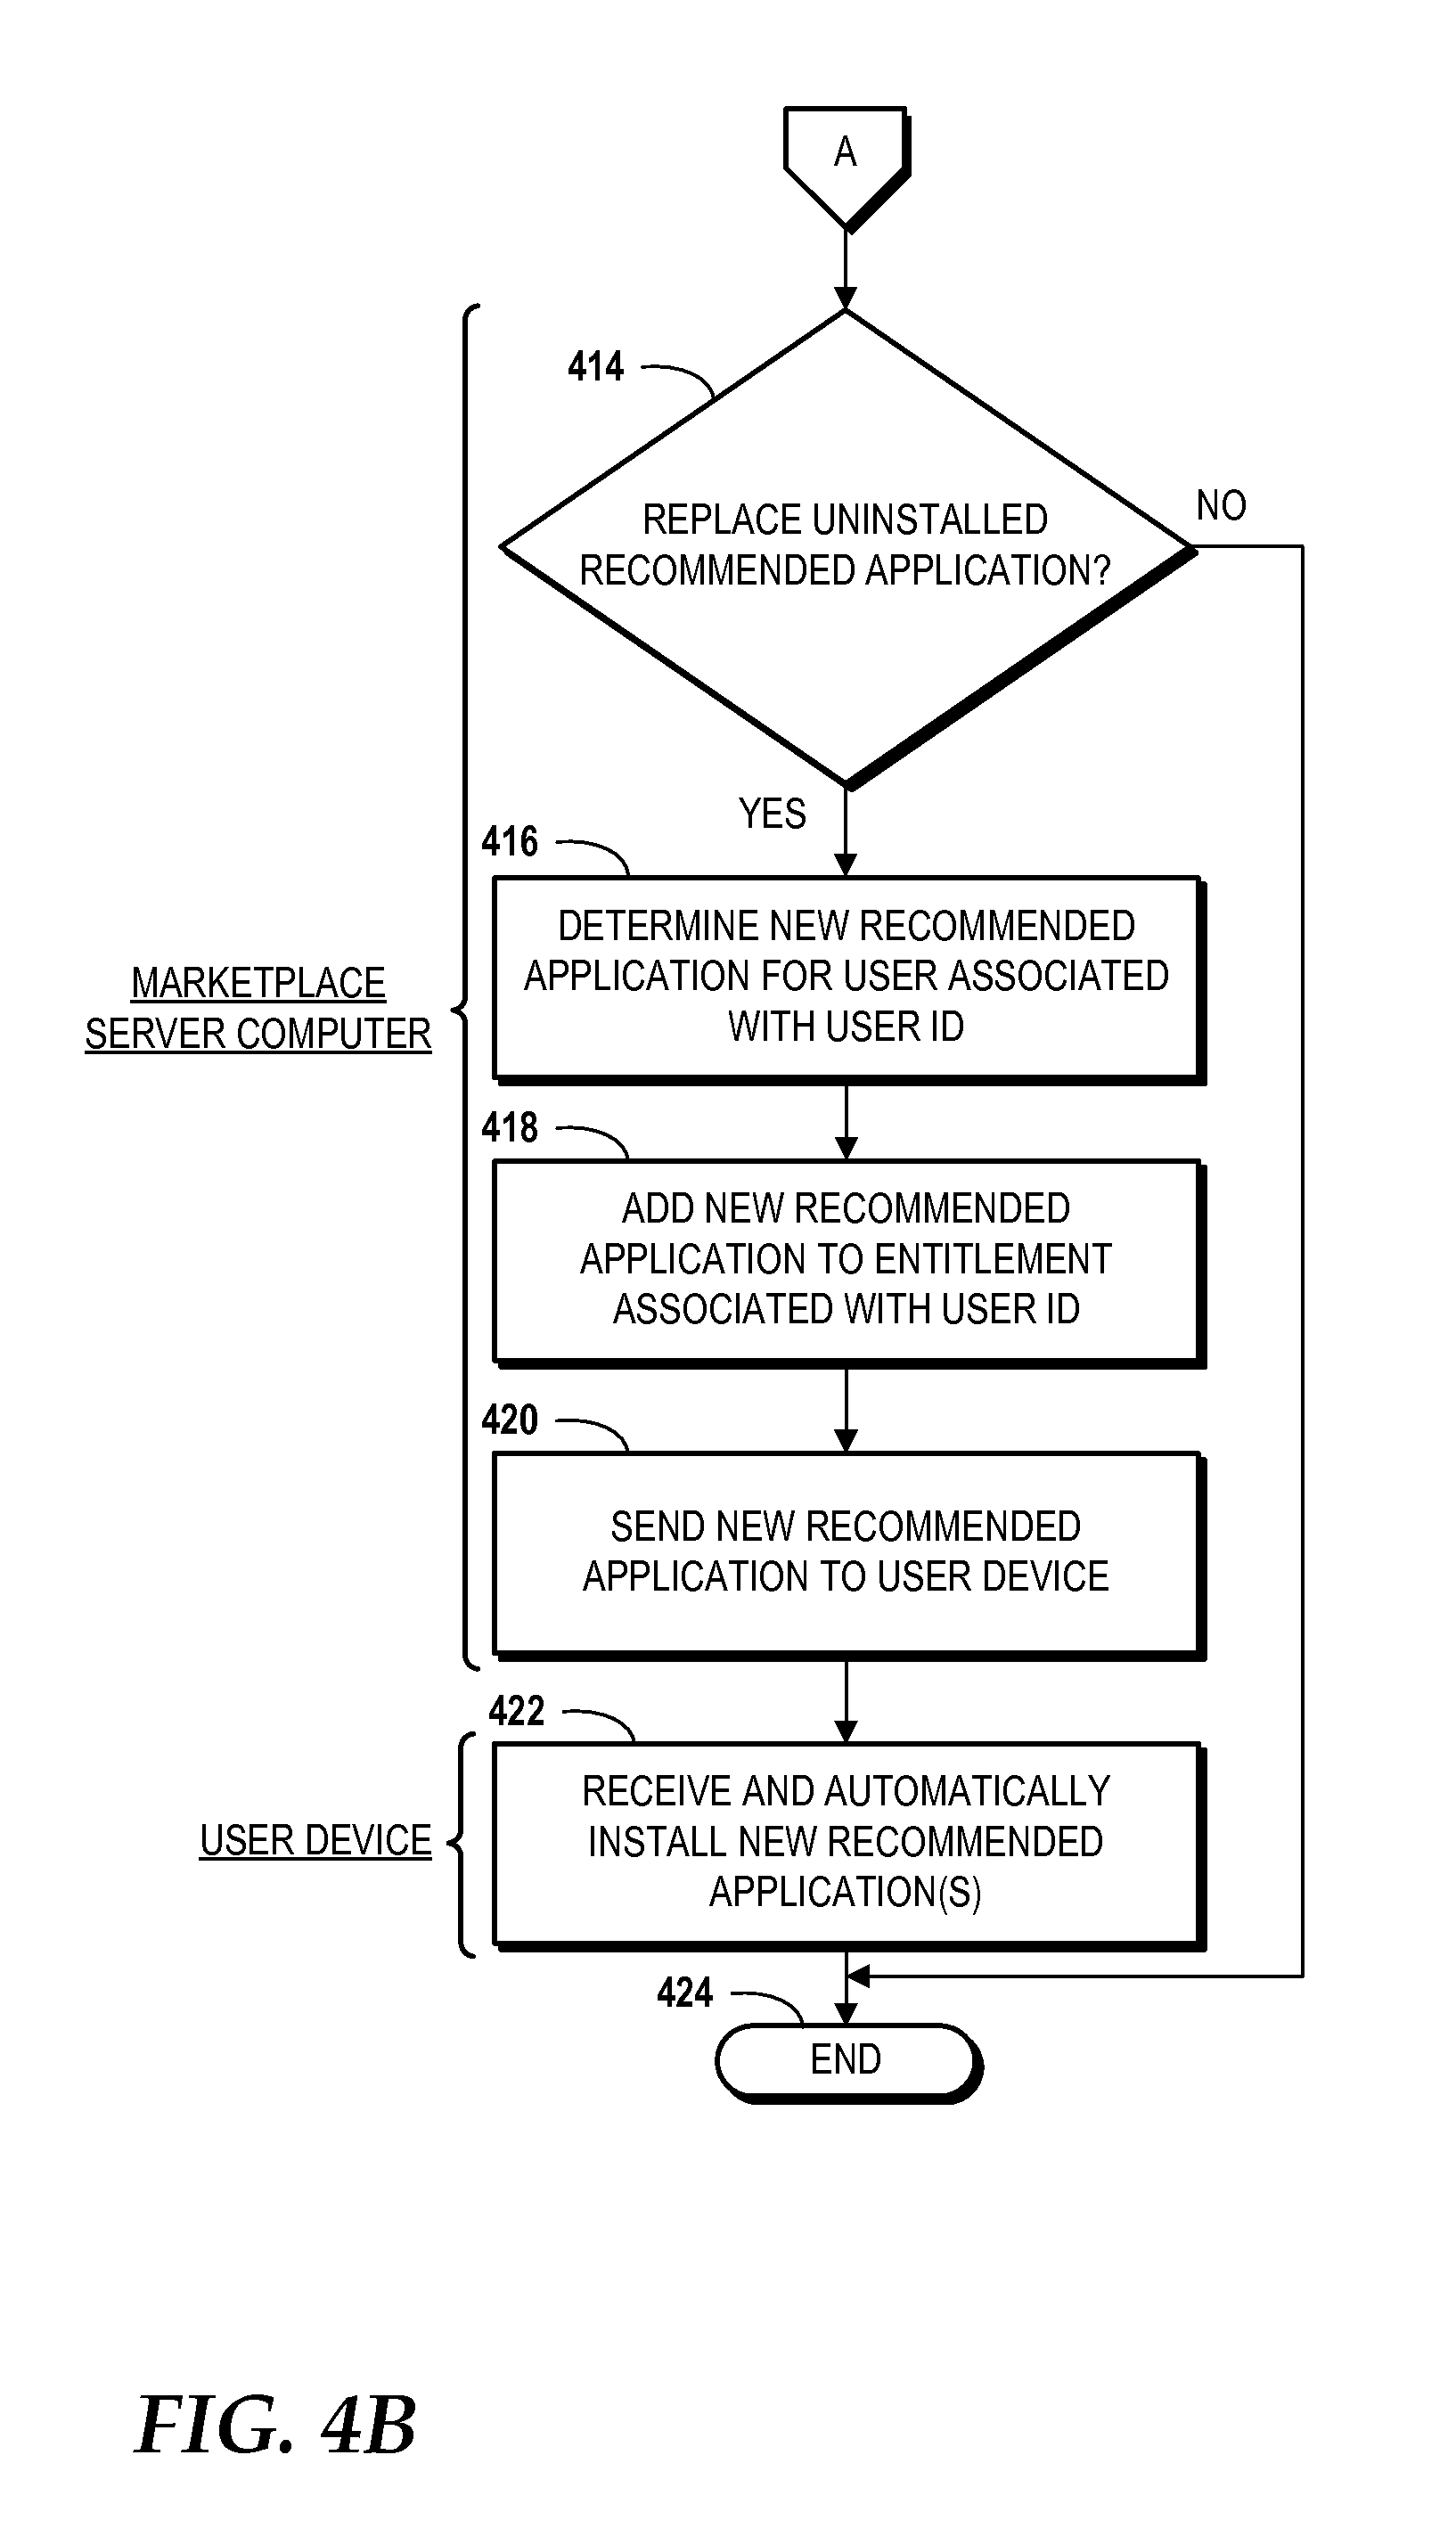 A
414
REPLACE UNINSTALLED
RECOMMENDED APPLICATION?
NO
YES
416
DETERMINE NEW RECOMMENDED
APPLICATION FOR USER ASSOCIATED
WITH USER ID
MARKETPLACE
SERVER COMPUTER
418
ADD NEW RECOMMENDED
APPLICATION TO ENTITLEMENT
ASSOCIATED WITH USER ID
420
SEND NEW RECOMMENDED
APPLICATION TO USER DEVICE
422
RECEIVE AND AUTOMATICALLY
INSTALL NEW RECOMMENDED
APPLICATION(S)
USER DEVICE
424
END
FIG. 4B